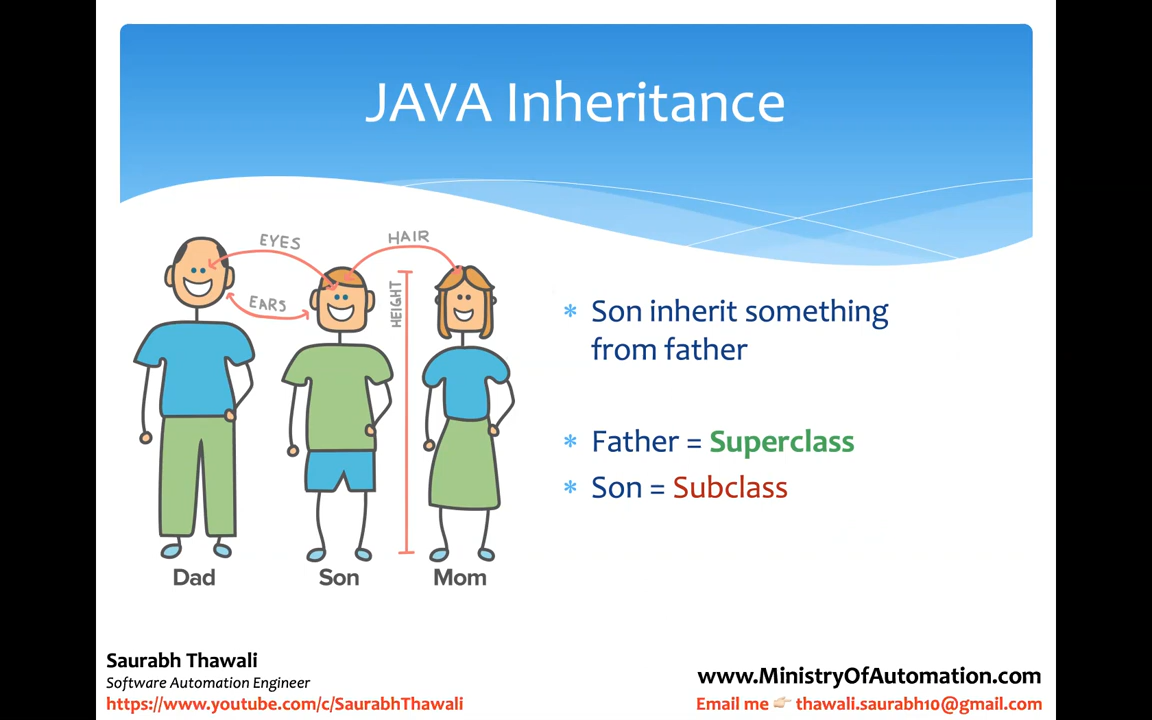 JAVA Inheritance
EYES
HAIR
EARS
HEIGHT
Dad
Son
Mom
* Son inherit something
from father
* Father = Superclass
* Son = Subclass
Saurabh Thawali
Software Automation Engineer
https://www.youtube.com/c/SaurabhThawali
www.MinistryOfAutomation.com
Email me 👉🏻 thawali.saurabh10@gmail.com